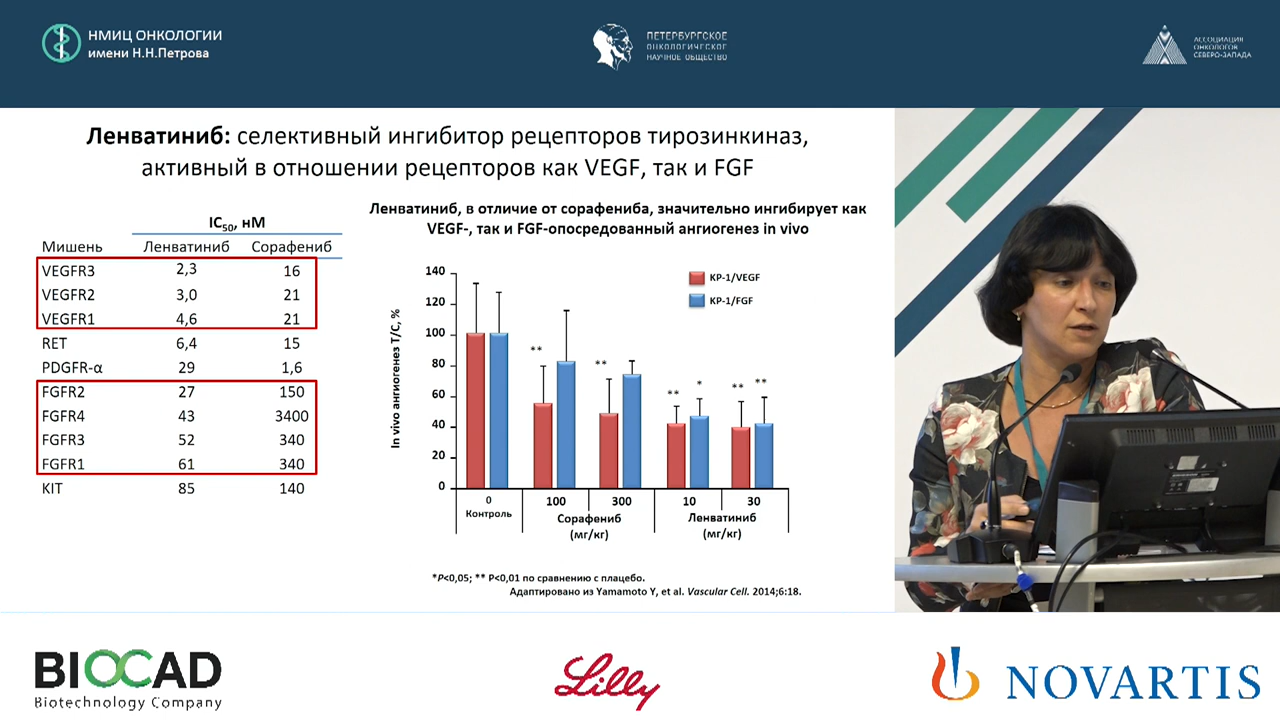 НМИЦ ОНКОЛОГИИ
имени Н.Н.Петрова
ПЕТЕРБУРГСКОЕ
ОНКОЛОГИЧЕСКОЕ
НАУЧНОЕ ОБЩЕСТВО
АССОЦИАЦИЯ
ОНКОЛОГОВ
СЕВЕРО-ЗАПАДА
Ленватиниб: селективный ингибитор рецепторов тирозинкиназ,
активный в отношении рецепторов как VEGF, так и FGF
IC50, нМ
Мишень Ленватиниб Сорафениб
VEGFR3 2,3 16
VEGFR2 3,0 21
VEGFR1 4,6 21
RET 6,4 15
PDGFR-α 29 1,6
FGFR2 27 150
FGFR4 43 3400
FGFR3 52 340
FGFR1 61 340
KIT 85 140
Ленватиниб, в отличие от сорафениба, значительно ингибирует как
VEGF-, так и FGF-опосредованный ангиогенез in vivo
In vivo ангиогенез T/C, %
140
120
100
80
60
40
20
0
KP-1/VEGF
KP-1/FGF
** ** ** * ** **
0 100 300 10 30
Контроль Сорафениб Ленватиниб
(мг/кг) (мг/кг)
*P<0,05; ** P<0,01 по сравнению с плацебо.
Адаптировано из Yamamoto Y, et al. Vascular Cell. 2014;6:18.
BIOCAD
Biotechnology Company
Lilly
NOVARTIS